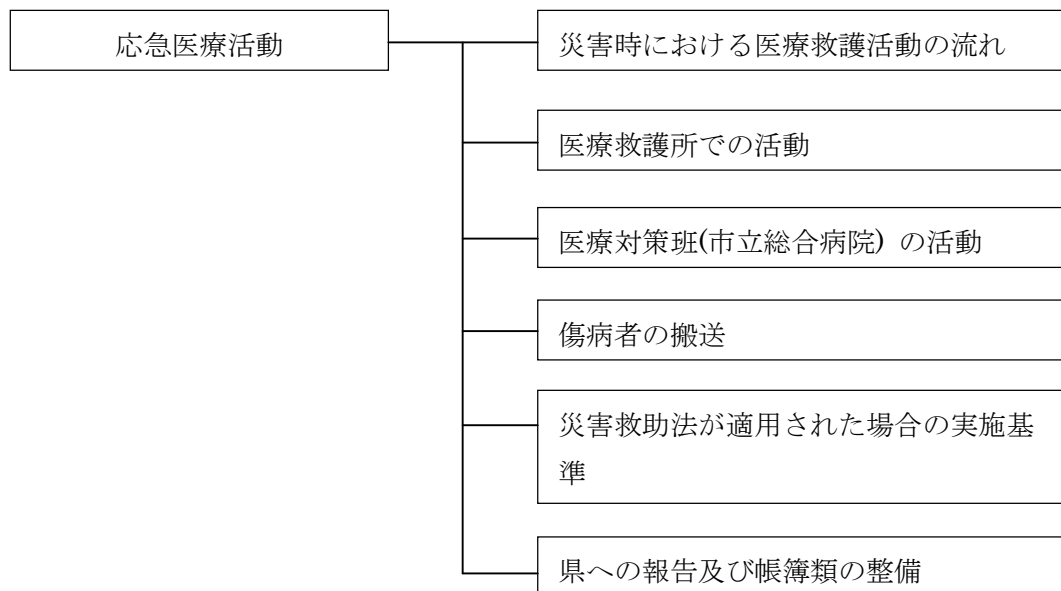 応急医療活動
災害時における医療救護活動の流れ
医療救護所での活動
医療対策班(市立総合病院) の活動
傷病者の搬送
災害救助法が適用された場合の実施基
準
県への報告及び帳簿類の整備